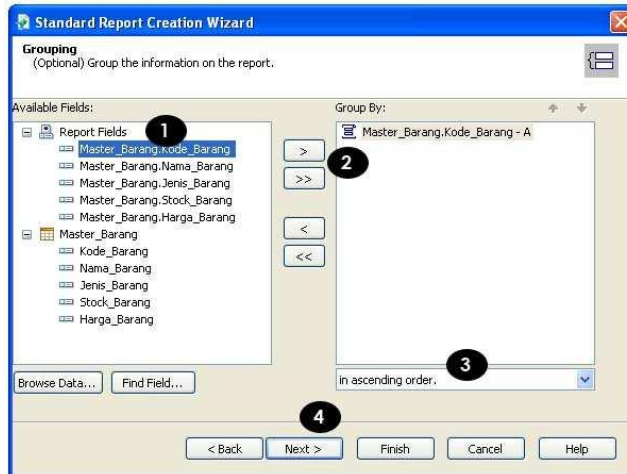 Standard Report Creation Wizard
Grouping
(Optional) Group the information on the report.
Available Fields:
Group By:
1
Report Fields
Master_Barang.Kode_Barang
Master_Barang.Nama_Barang
Master_Barang.Jenis_Barang
Master_Barang.Stock_Barang
Master_Barang.Harga_Barang
Master_Barang
Kode_Barang
Nama_Barang
Jenis_Barang
Stock_Barang
Harga_Barang
>
2
>>
<
<<
Master_Barang.Kode_Barang - A
3
in ascending order.
Browse Data...
Find Field...
4
< Back
Next >
Finish
Cancel
Help